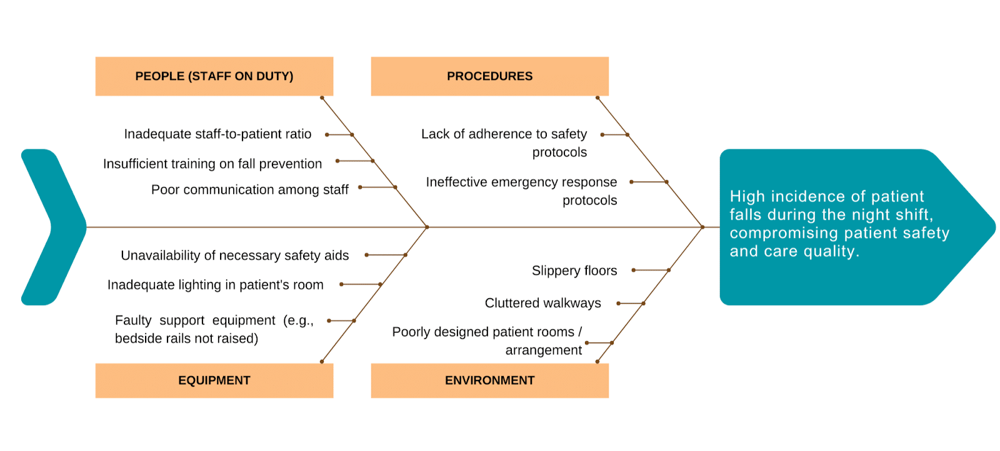 PEOPLE (STAFF ON DUTY)
PROCEDURES
Inadequate staff-to-patient ratio
Insufficient training on fall prevention
Poor communication among staff
Lack of adherence to safety
protocols
Ineffective emergency response
protocols
High incidence of patient
falls during the night shift,
compromising patient safety
and care quality.
Unavailability of necessary safety aids
Inadequate lighting in patient's room
Faulty support equipment (e.g.,
bedside rails not raised)
Slippery floors
Cluttered walkways
Poorly designed patient rooms /
arrangement
EQUIPMENT
ENVIRONMENT